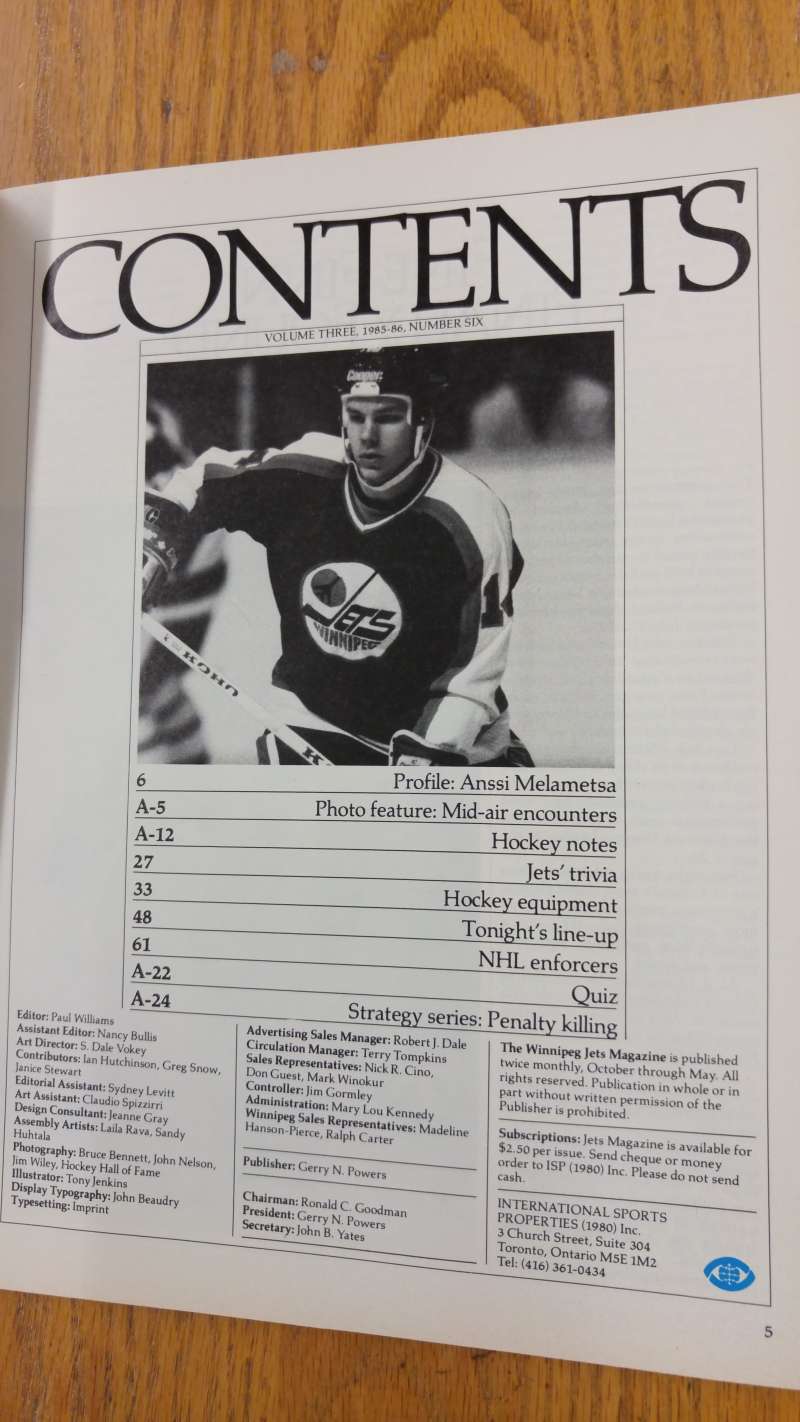 CONTENTS
VOLUME THREE, 1985-86, NUMBER SIX
Cooper
JETS
WINNIPEG
1
KOHO
6 Profile: Anssi Melametsa
A-5 Photo feature: Mid-air encounters
A-12 Hockey notes
27 Jets' trivia
33 Hockey equipment
48 Tonight's line-up
61 NHL enforcers
A-22 Quiz
A-24 Strategy series: Penalty killing
Editor: Paul Williams
Assistant Editor: Nancy Bullis
Art Director: S. Dale Vokey
Contributors: Ian Hutchinson, Greg Snow,
Janice Stewart
Editorial Assistant: Sydney Levitt
Art Assistant: Claudio Spizzirri
Design Consultant: Jeanne Gray
Assembly Artists: Laila Rava, Sandy
Huhtala
Photography: Bruce Bennett, John Nelson,
Jim Wiley, Hockey Hall of Fame
Illustrator: Tony Jenkins
Display Typography: John Beaudry
Typesetting: Imprint
Advertising Sales Manager: Robert J. Dale
Circulation Manager: Terry Tompkins
Sales Representatives: Nick R. Cino,
Don Guest, Mark Winokur
Controller: Jim Gormley
Administration: Mary Lou Kennedy
Winnipeg Sales Representatives: Madeline
Hanson-Pierce, Ralph Carter
Publisher: Gerry N. Powers
Chairman: Ronald C. Goodman
President: Gerry N. Powers
Secretary: John B. Yates
The Winnipeg Jets Magazine is published
twice monthly, October through May. All
rights reserved. Publication in whole or in
part without written permission of the
Publisher is prohibited.
Subscriptions: Jets Magazine is available for
$2.50 per issue. Send cheque or money
order to ISP (1980) Inc. Please do not send
cash.
INTERNATIONAL SPORTS
PROPERTIES (1980) Inc.
3 Church Street, Suite 304
Toronto, Ontario M5E 1M2
Tel: (416) 361-0434
5